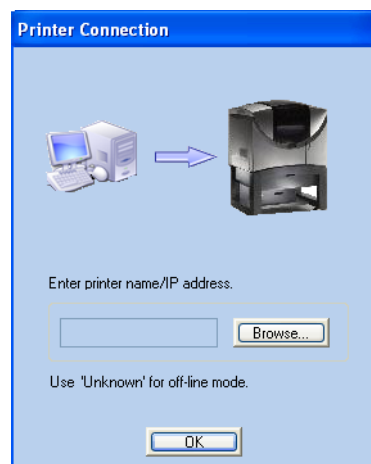 Printer Connection
Enter printer name/IP address.
Browse...
Use 'Unknown' for off-line mode.
OK